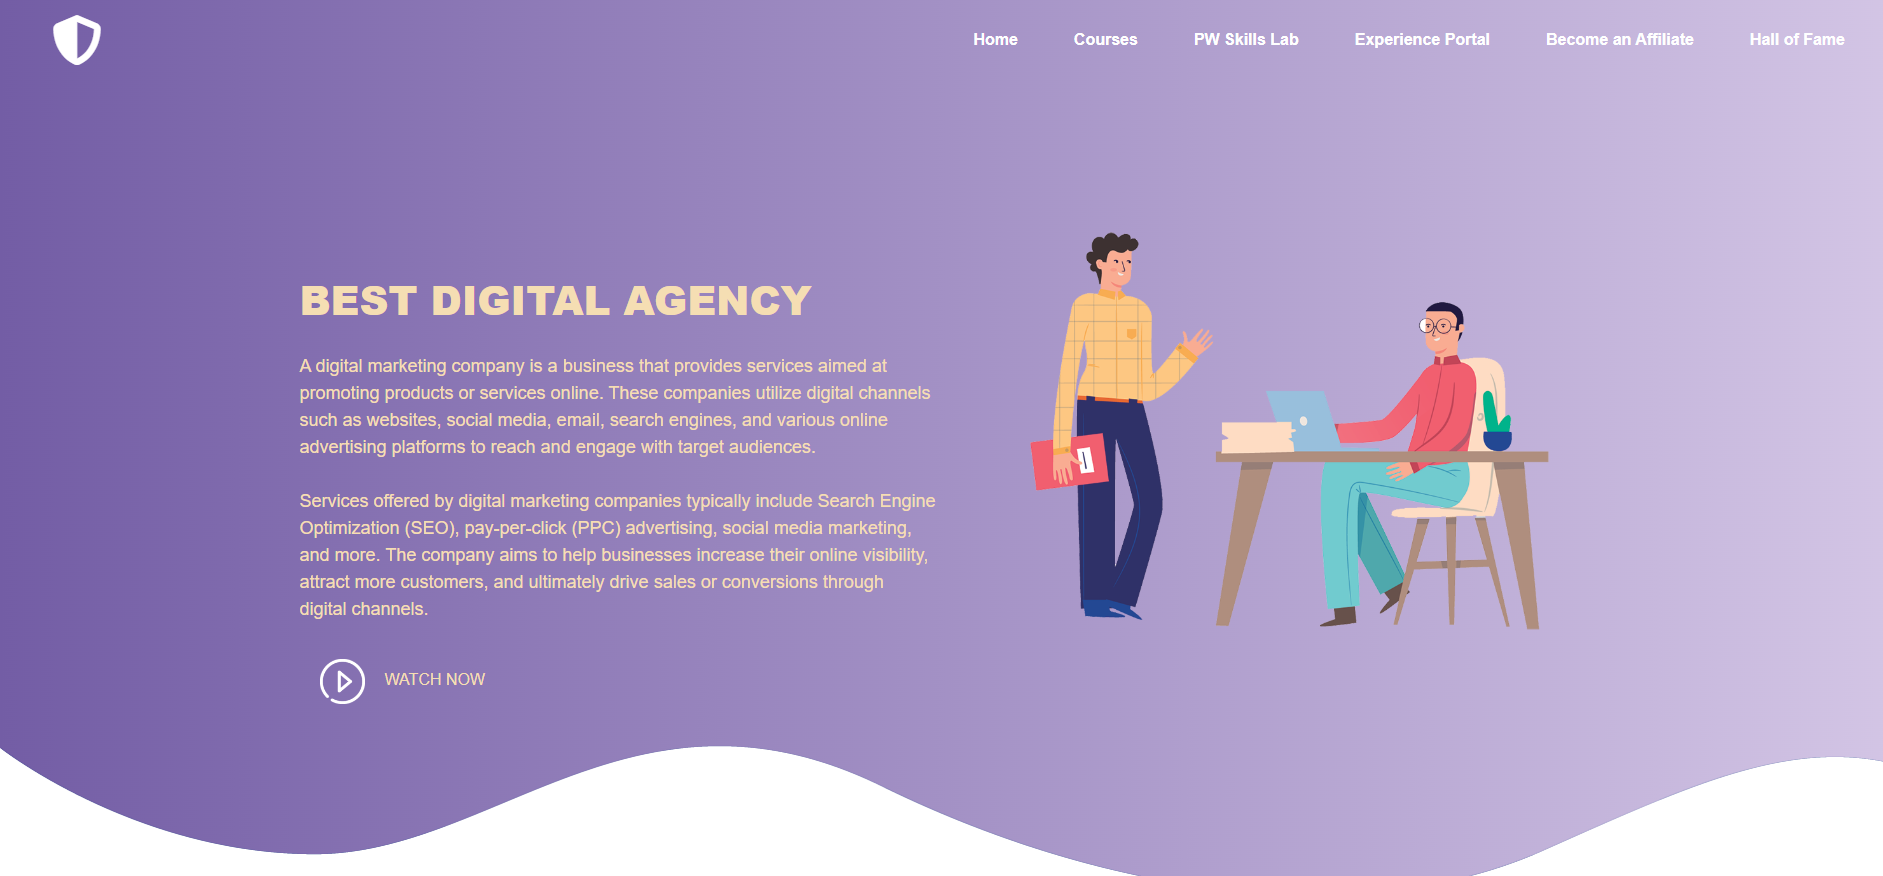 Home Courses PW Skills Lab Experience Portal Become an Affiliate Hall of Fame
BEST DIGITAL AGENCY
A digital marketing company is a business that provides services aimed at
promoting products or services online. These companies utilize digital channels
such as websites, social media, email, search engines, and various online
advertising platforms to reach and engage with target audiences.
Services offered by digital marketing companies typically include Search Engine
Optimization (SEO), pay-per-click (PPC) advertising, social media marketing,
and more. The company aims to help businesses increase their online visibility,
attract more customers, and ultimately drive sales or conversions through
digital channels.
WATCH NOW